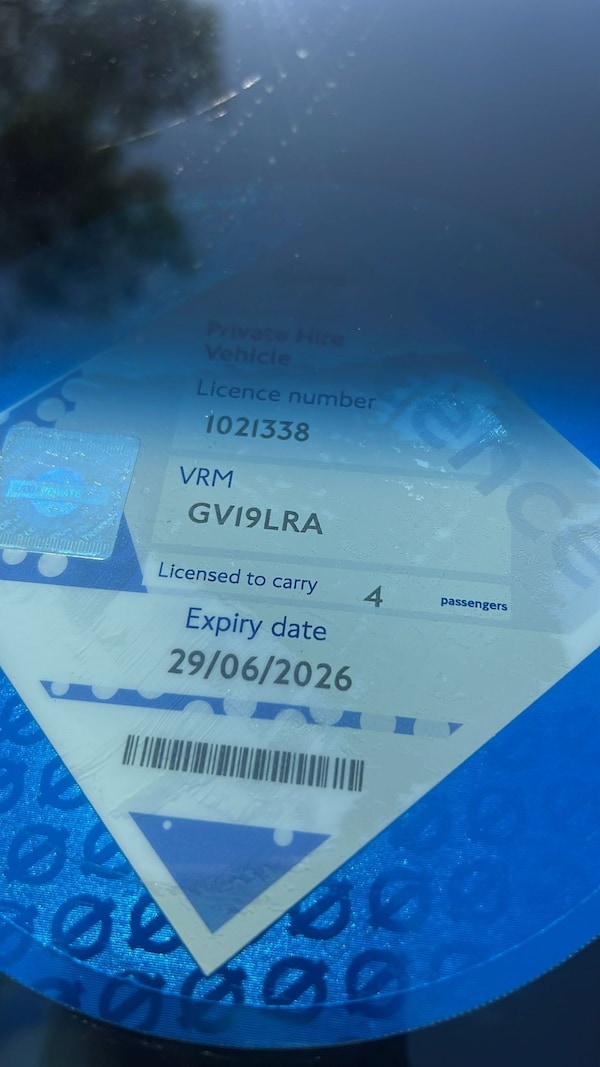 Private Hire
Vehicle
Licence number
1021338
VRM
GV19LRA
Licensed to carry 4 passengers
Expiry date
29/06/2026